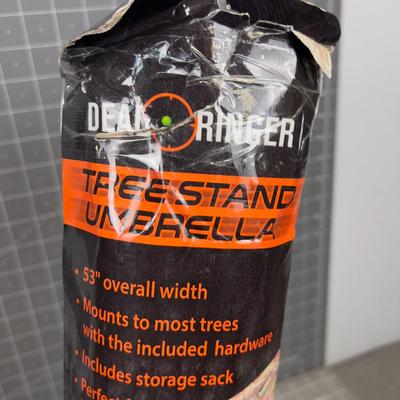 DEAD RINGER
TREE STAND
UMBRELLA
• 53" overall width
• Mounts to most trees
with the included hardware
• Includes storage sack
• Perfect